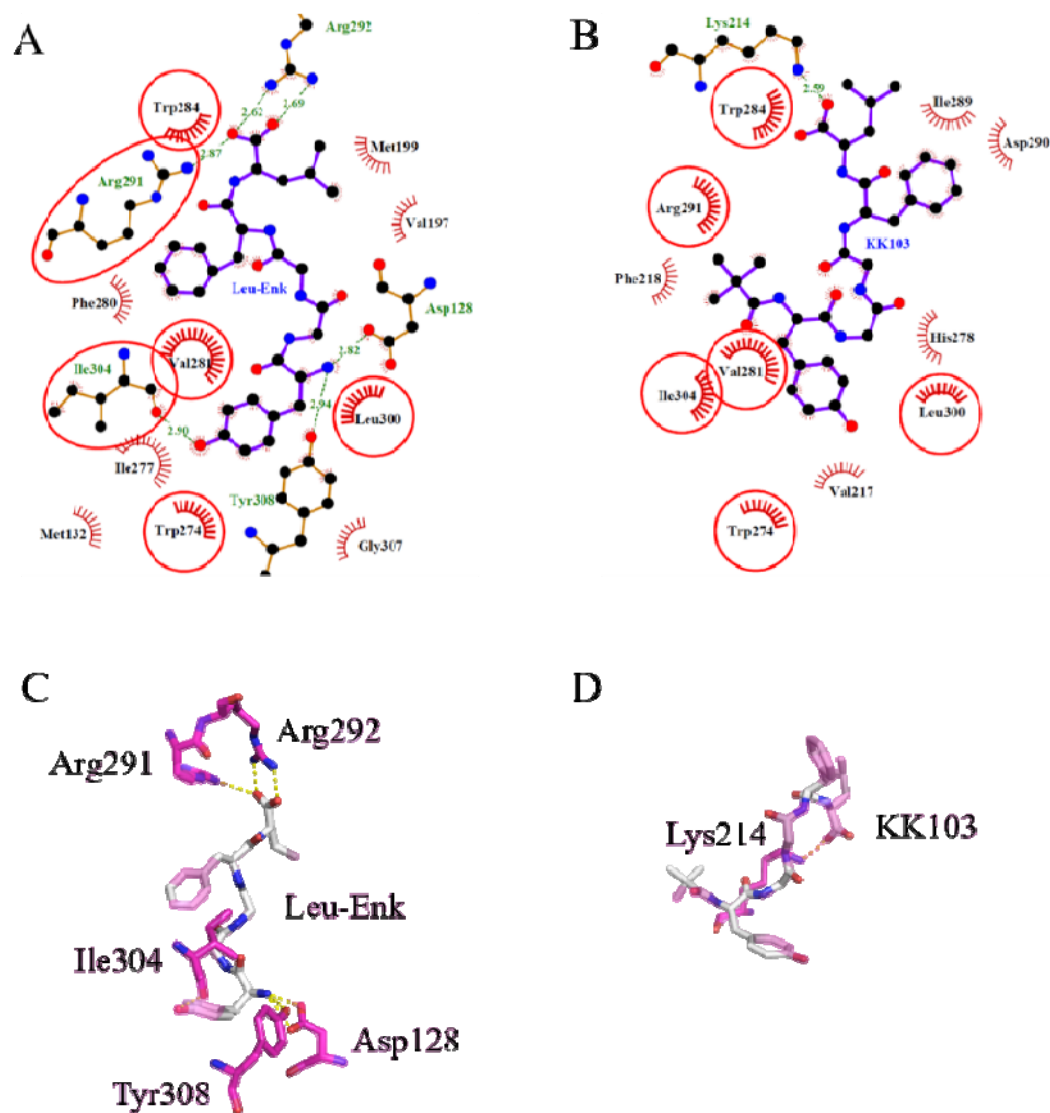 A
Arg292
2.62
2.69
Trp284
2.87
Met199
Arg291
Val197
Leu-Enk
Phe280
Asp128
Ile304
Val281
2.82
2.94
Leu300
2.90
Ile277
Tyr308
Met132
Trp274
Gly307
B
Lys214
2.59
Trp284
Ile289
Asp290
Arg291
KK103
Phe218
His278
Val281
Ile304
Leu300
Val217
Trp274
C
Arg292
Arg291
Leu-Enk
Ile304
Asp128
Tyr308
D
Lys214
KK103